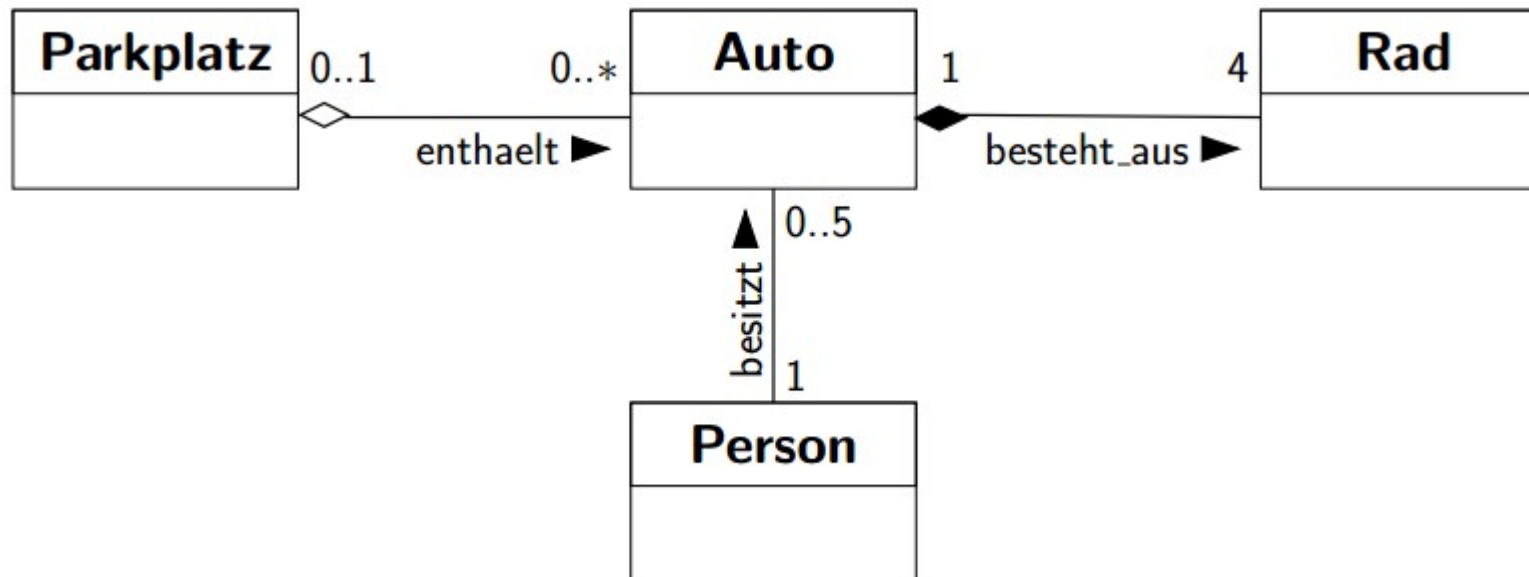 Parkplatz
0..1
0..*
Auto
1
4
Rad
enthaelt ►
besteht_aus ►
0..5
besitzt ►
1
Person